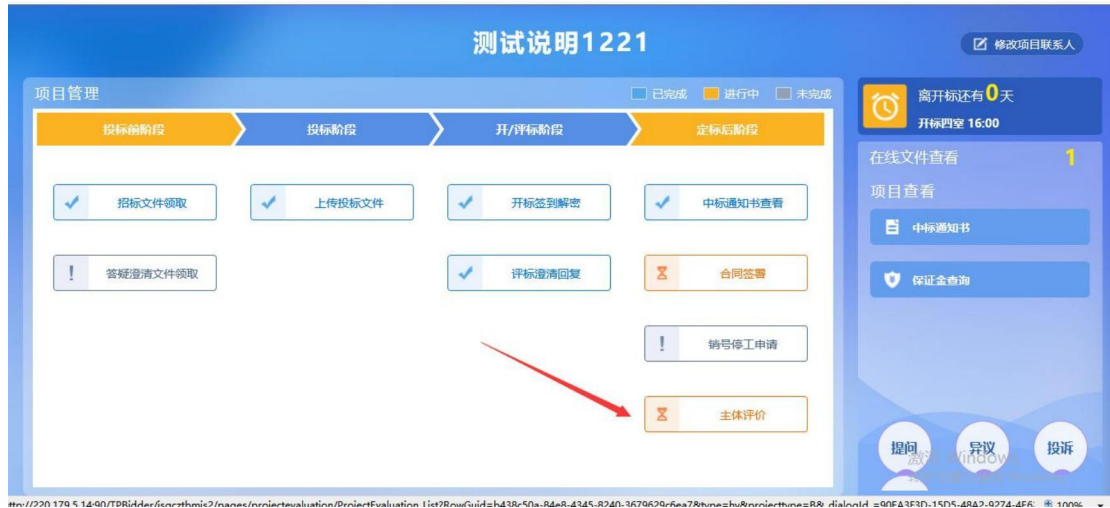 测试说明1221
修改项目联系人
项目管理
已完成 进行中 未完成
投标前阶段 投标阶段 开/评标阶段 定标后阶段
招标文件领取 上传投标文件 开标签到解密 中标通知书查看
答疑澄清文件领取 评标澄清回复 合同签署
销号停工申请
主体评价
离开标还有0天
开标四室 16:00
在线文件查看 1
项目查看
中标通知书
保证金查询
提问 异议 投诉
激活 Windows
100%